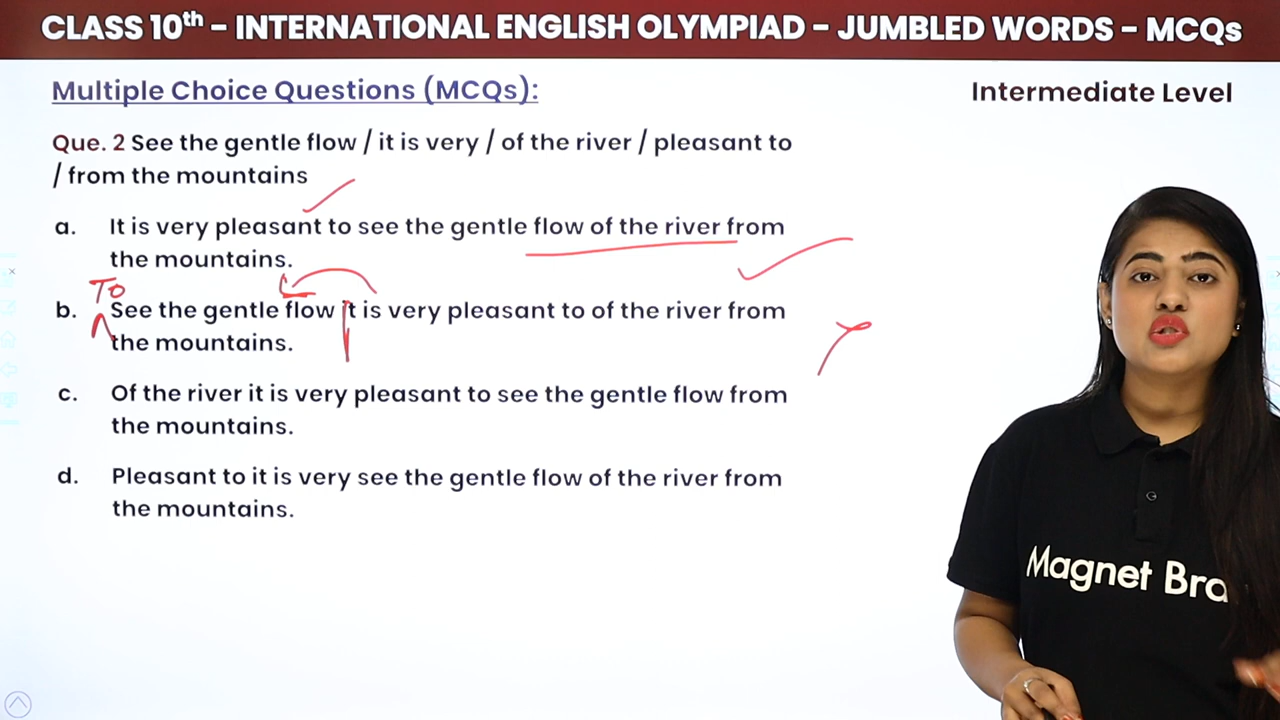 CLASS 10th – INTERNATIONAL ENGLISH OLYMPIAD – JUMBLED WORDS – MCQs
Multiple Choice Questions (MCQs):
Intermediate Level
Que. 2 See the gentle flow / it is very / of the river / pleasant to
/ from the mountains
a. It is very pleasant to see the gentle flow of the river from
the mountains.
To
b. See the gentle flow it is very pleasant to of the river from
the mountains.
c. Of the river it is very pleasant to see the gentle flow from
the mountains.
d. Pleasant to it is very see the gentle flow of the river from
the mountains.
Magnet Bra